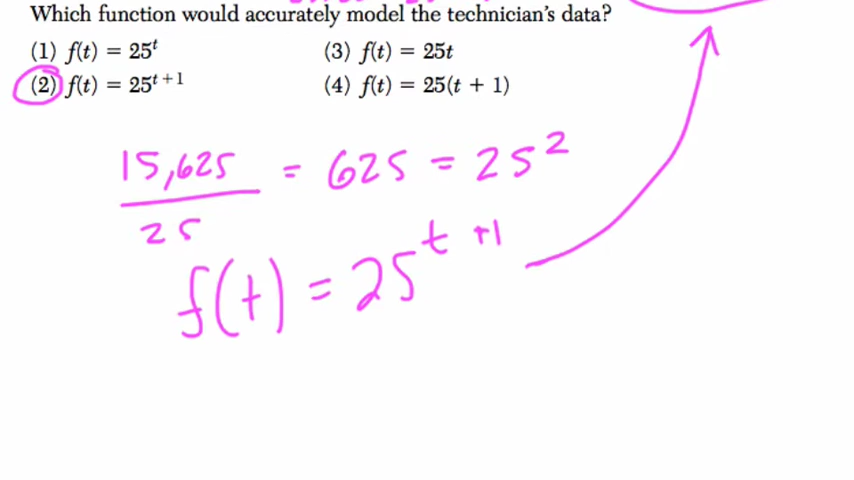 Which function would accurately model the technician's data?
(1) f(t) = 25^t (3) f(t) = 25t
(2) f(t) = 25^{t + 1} (4) f(t) = 25(t + 1)
15,625 / 25 = 625 = 25^2
f(t) = 25^{t +1}